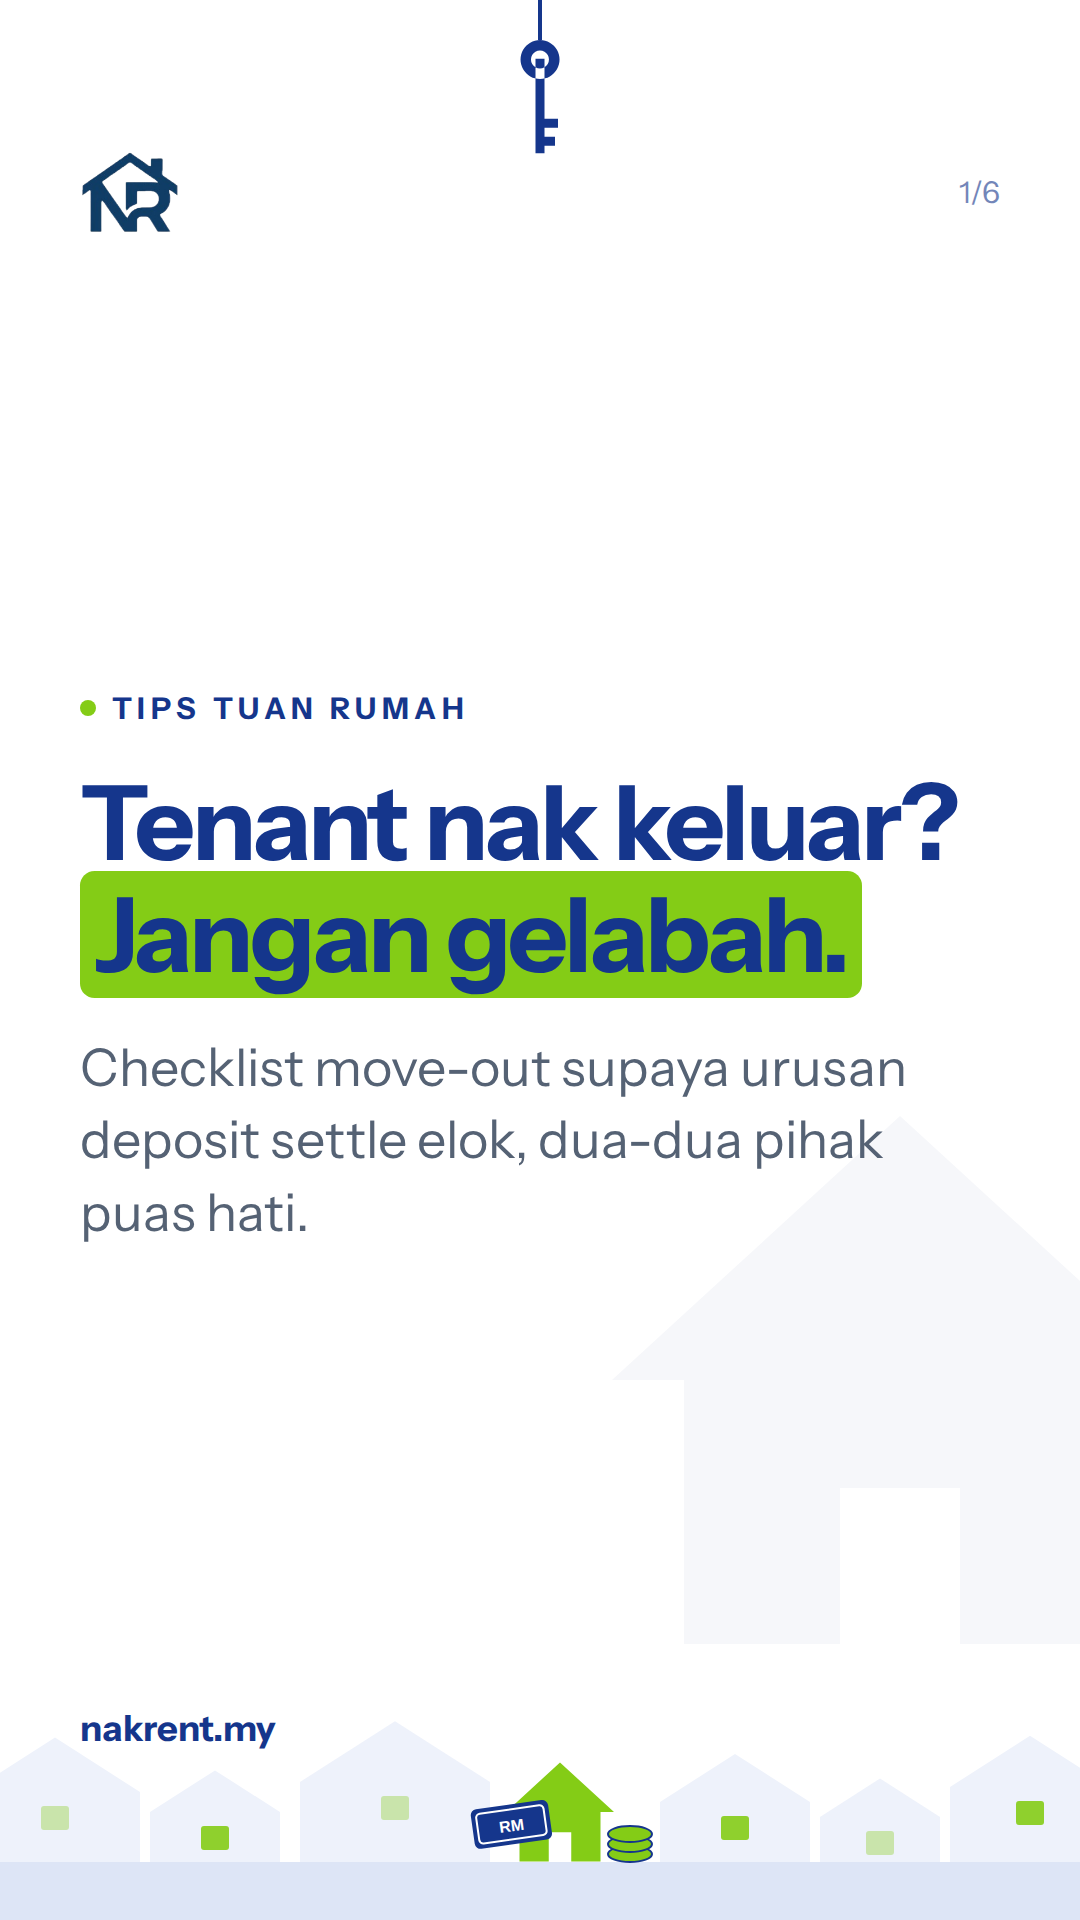 NR
1/6
TIPS TUAN RUMAH
Tenant nak keluar?
Jangan gelabah.
Checklist move-out supaya urusan
deposit settle elok, dua-dua pihak
puas hati.
nakrent.my
RM